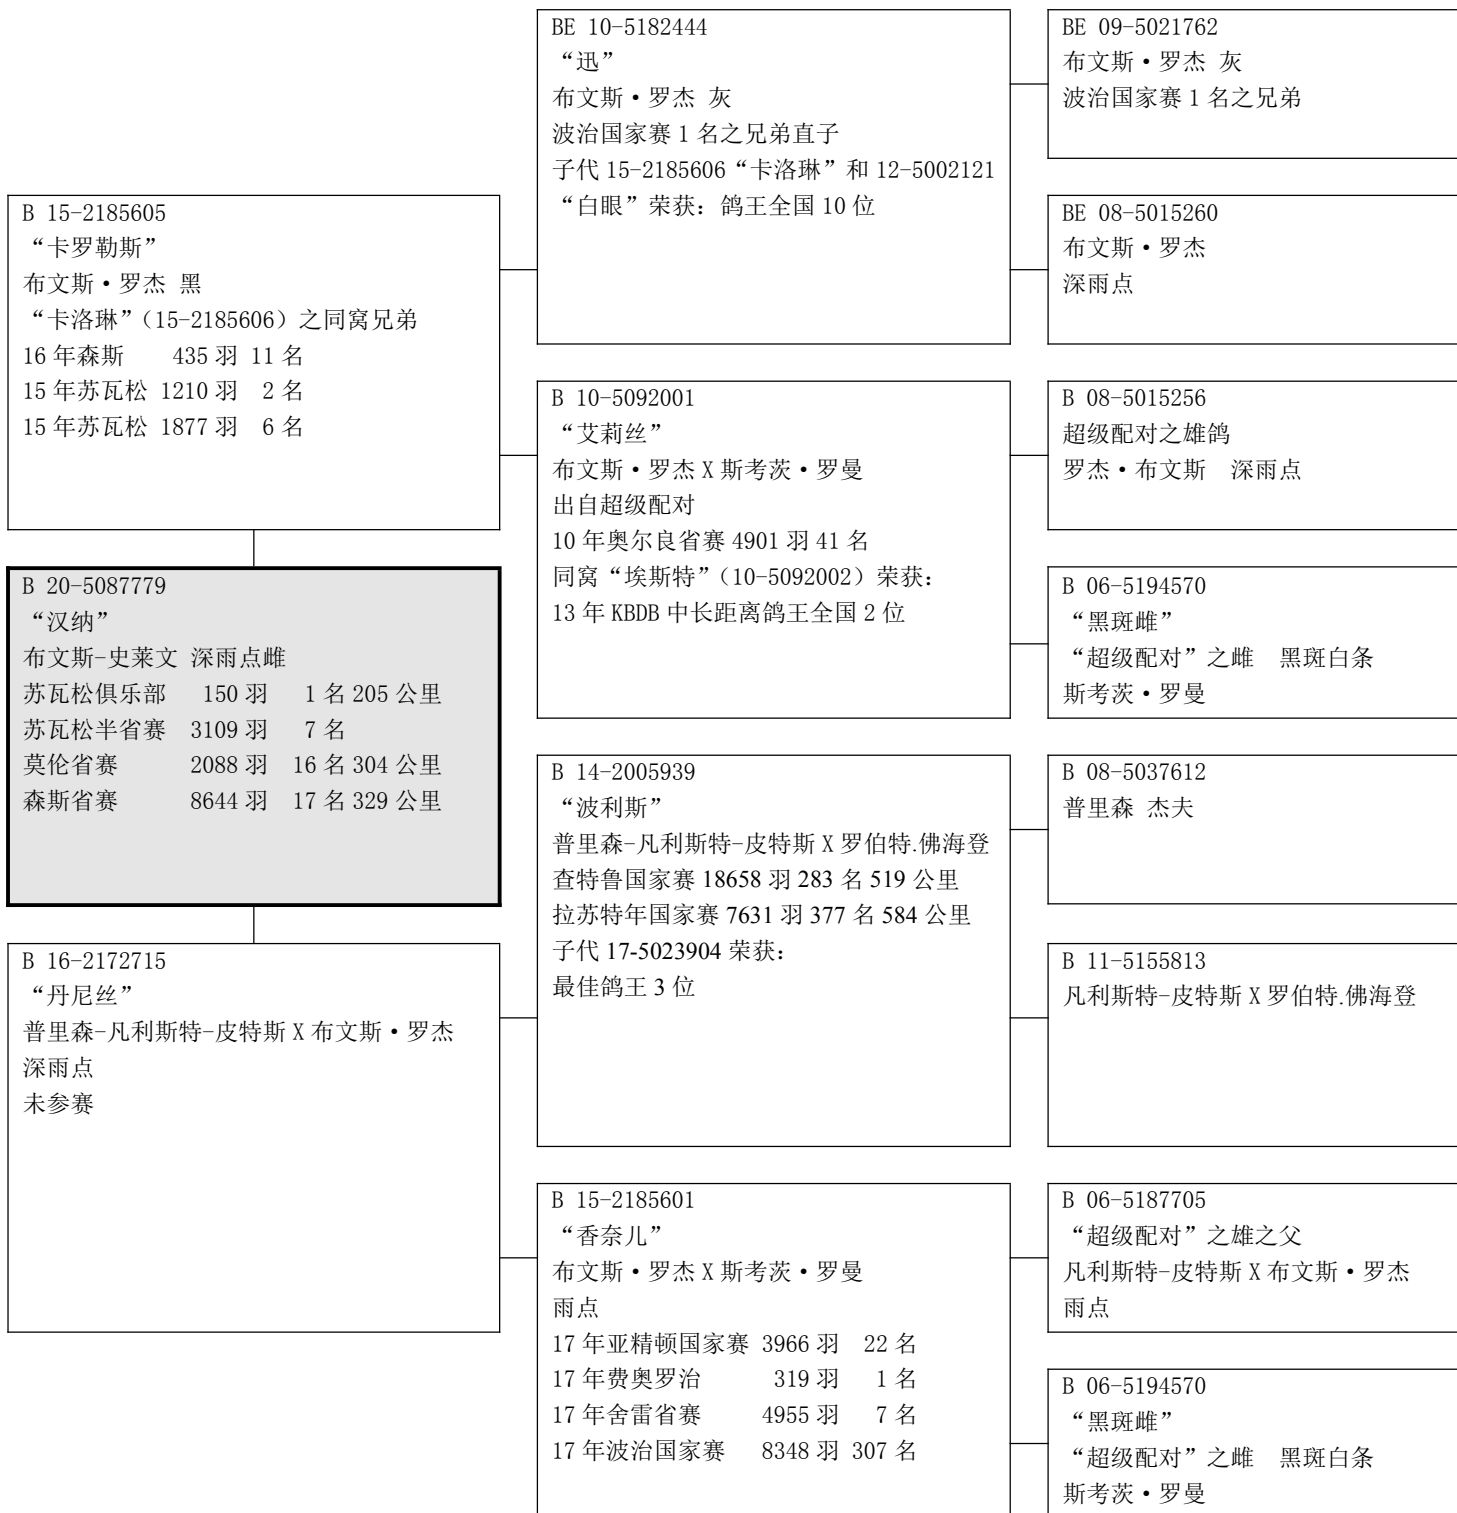 BE 10-5182444
“迅”
布文斯·罗杰 灰
波治国家赛 1 名之兄弟直子
子代 15-2185606“卡洛琳”和 12-5002121
“白眼”荣获：鸽王全国 10 位
BE 09-5021762
布文斯·罗杰 灰
波治国家赛 1 名之兄弟
B 15-2185605
“卡罗勒斯”
布文斯·罗杰 黑
“卡洛琳”（15-2185606）之同窝兄弟
16 年森斯 435 羽 11 名
15 年苏瓦松 1210 羽 2 名
15 年苏瓦松 1877 羽 6 名
BE 08-5015260
布文斯·罗杰
深雨点
B 10-5092001
“艾莉丝”
布文斯·罗杰 X 斯考茨·罗曼
出自超级配对
10 年奥尔良省赛 4901 羽 41 名
同窝“埃斯特”（10-5092002）荣获：
13 年 KBDB 中长距离鸽王全国 2 位
B 08-5015256
超级配对之雄鸽
罗杰·布文斯 深雨点
B 20-5087779
“汉纳”
布文斯-史莱文 深雨点雌
苏瓦松俱乐部 150 羽 1 名 205 公里
苏瓦松半省赛 3109 羽 7 名
莫伦省赛 2088 羽 16 名 304 公里
森斯省赛 8644 羽 17 名 329 公里
B 06-5194570
“黑斑雌”
“超级配对”之雌 黑斑白条
斯考茨·罗曼
B 14-2005939
“波利斯”
普里森-凡利斯特-皮特斯 X 罗伯特.佛海登
查特鲁国家赛 18658 羽 283 名 519 公里
拉苏特年国家赛 7631 羽 377 名 584 公里
子代 17-5023904 荣获：
最佳鸽王 3 位
B 08-5037612
普里森 杰夫
B 16-2172715
“丹尼丝”
普里森-凡利斯特-皮特斯 X 布文斯·罗杰
深雨点
未参赛
B 11-5155813
凡利斯特-皮特斯 X 罗伯特.佛海登
B 15-2185601
“香奈儿”
布文斯·罗杰 X 斯考茨·罗曼
雨点
17 年亚精顿国家赛 3966 羽 22 名
17 年费奥罗治 319 羽 1 名
17 年舍雷省赛 4955 羽 7 名
17 年波治国家赛 8348 羽 307 名
B 06-5187705
“超级配对”之雄之父
凡利斯特-皮特斯 X 布文斯·罗杰
雨点
B 06-5194570
“黑斑雌”
“超级配对”之雌 黑斑白条
斯考茨·罗曼